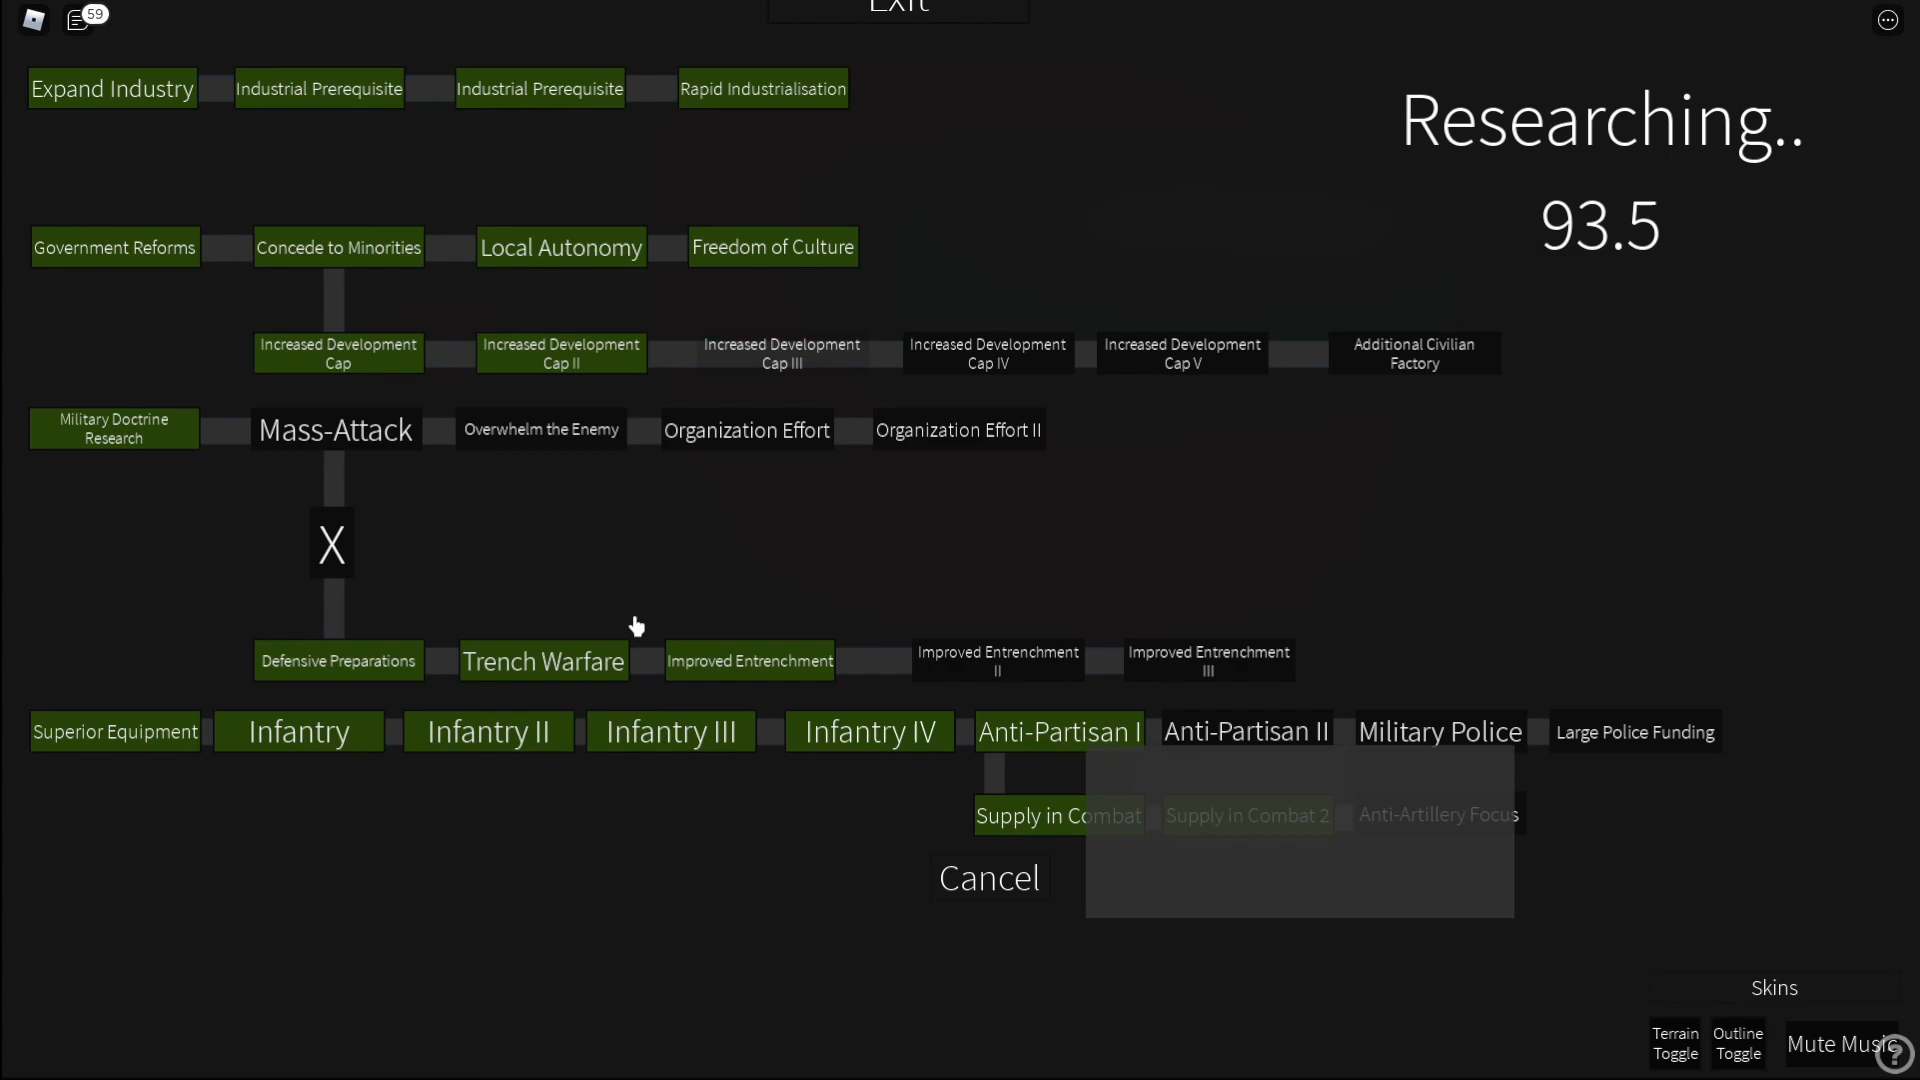 59
Exit
Expand Industry
Industrial Prerequisite
Industrial Prerequisite
Rapid Industrialisation
Researching..
93.5
Government Reforms
Concede to Minorities
Local Autonomy
Freedom of Culture
Increased Development
Cap
Increased Development
Cap II
Increased Development
Cap III
Increased Development
Cap IV
Increased Development
Cap V
Additional Civilian
Factory
Military Doctrine
Research
Mass-Attack
Overwhelm the Enemy
Organization Effort
Organization Effort II
X
Defensive Preparations
Trench Warfare
Improved Entrenchment
Improved Entrenchment
II
Improved Entrenchment
III
Superior Equipment
Infantry
Infantry II
Infantry III
Infantry IV
Anti-Partisan I
Anti-Partisan II
Military Police
Large Police Funding
Supply in Combat
Supply in Combat 2
Anti-Artillery Focus
Cancel
Skins
Terrain
Toggle
Outline
Toggle
Mute Music
?